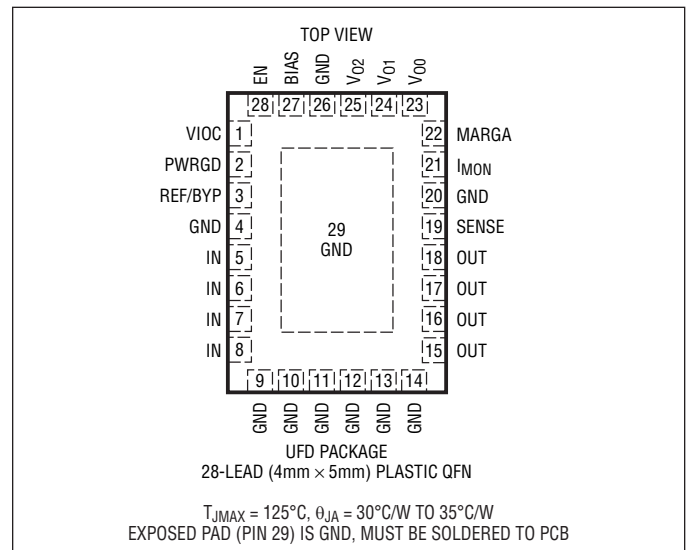 TOP VIEW
EN BIAS GND VO2 VO1 VO0
28 27 26 25 24 23
VIOC 1 22 MARGA
PWRGD 2 21 IMON
REF/BYP 3 20 GND
GND 4 19 SENSE
29
GND
IN 5 18 OUT
IN 6 17 OUT
IN 7 16 OUT
IN 8 15 OUT
9 10 11 12 13 14
GND GND GND GND GND GND
UFD PACKAGE
28-LEAD (4mm × 5mm) PLASTIC QFN
TJMAX = 125°C, θJA = 30°C/W TO 35°C/W
EXPOSED PAD (PIN 29) IS GND, MUST BE SOLDERED TO PCB